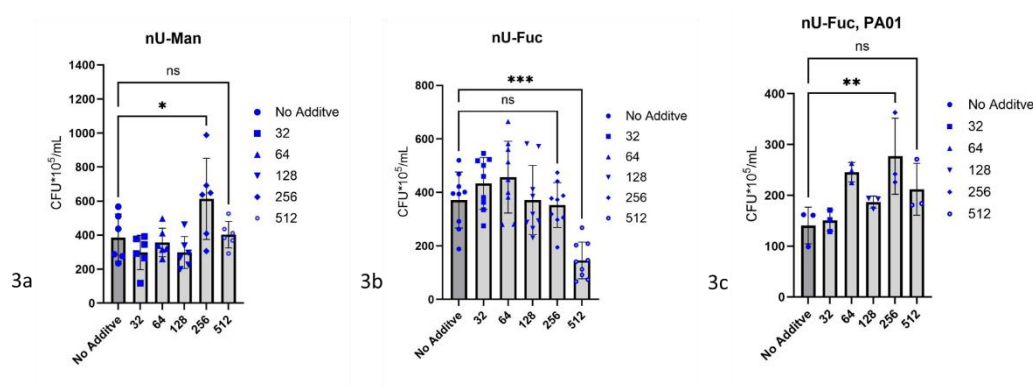 nU-Man
1400
1200
1000
800
600
400
200
0
CFU*10⁵/mL
ns
*
No Additve
32
64
128
256
512
No Additve
32
64
128
256
512
3a
nU-Fuc
800
600
400
200
0
CFU*10⁵/mL
***
ns
No Additve
32
64
128
256
512
No Additve
32
64
128
256
512
3b
nU-Fuc, PA01
400
300
200
100
0
CFU*10⁵/mL
ns
**
No Additve
32
64
128
256
512
No Additve
32
64
128
256
512
3c